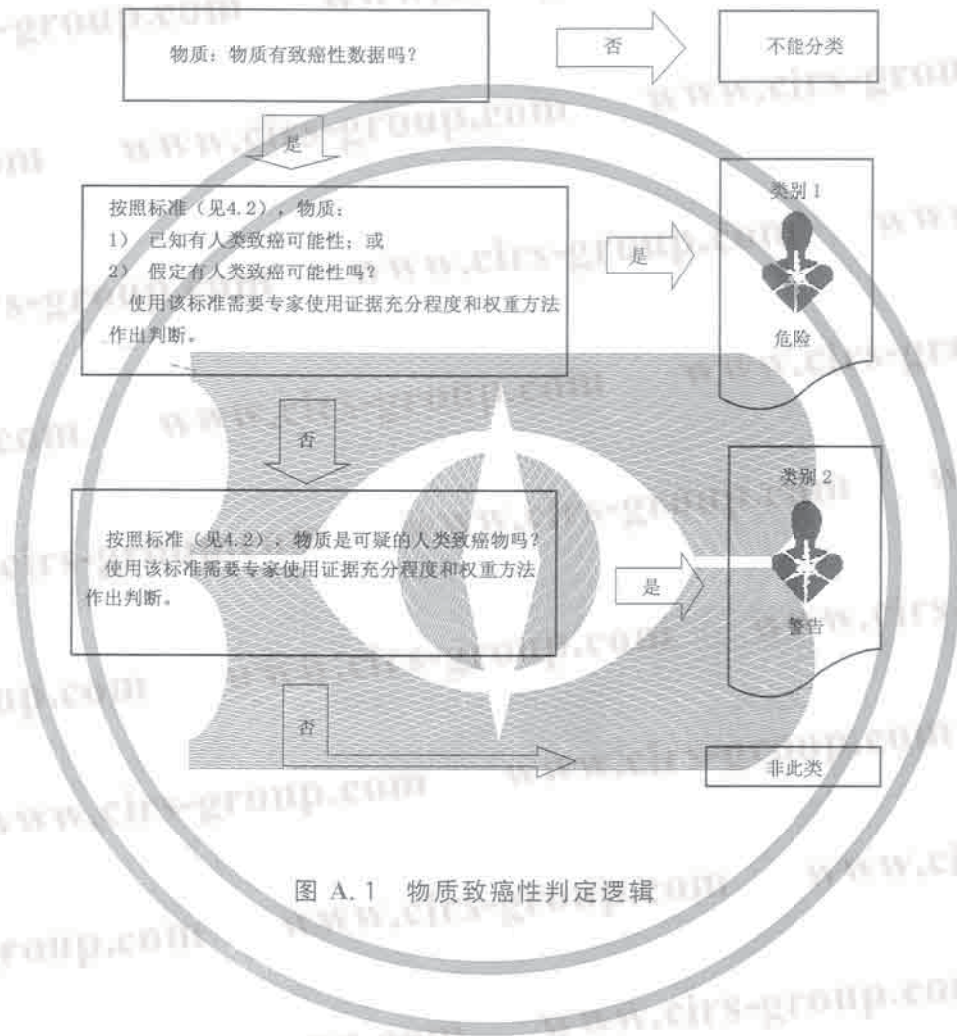 物质：物质有致癌性数据吗？
否
不能分类
是
按照标准（见4.2），物质：
1） 已知有人类致癌可能性；或
2） 假定有人类致癌可能性吗？
使用该标准需要专家使用证据充分程度和权重方法
作出判断。
是
类别 1
危险
否
按照标准（见4.2），物质是可疑的人类致癌物吗？
使用该标准需要专家使用证据充分程度和权重方法
作出判断。
是
类别 2
警告
否
非此类
图 A.1 物质致癌性判定逻辑
www.cirs-group.com